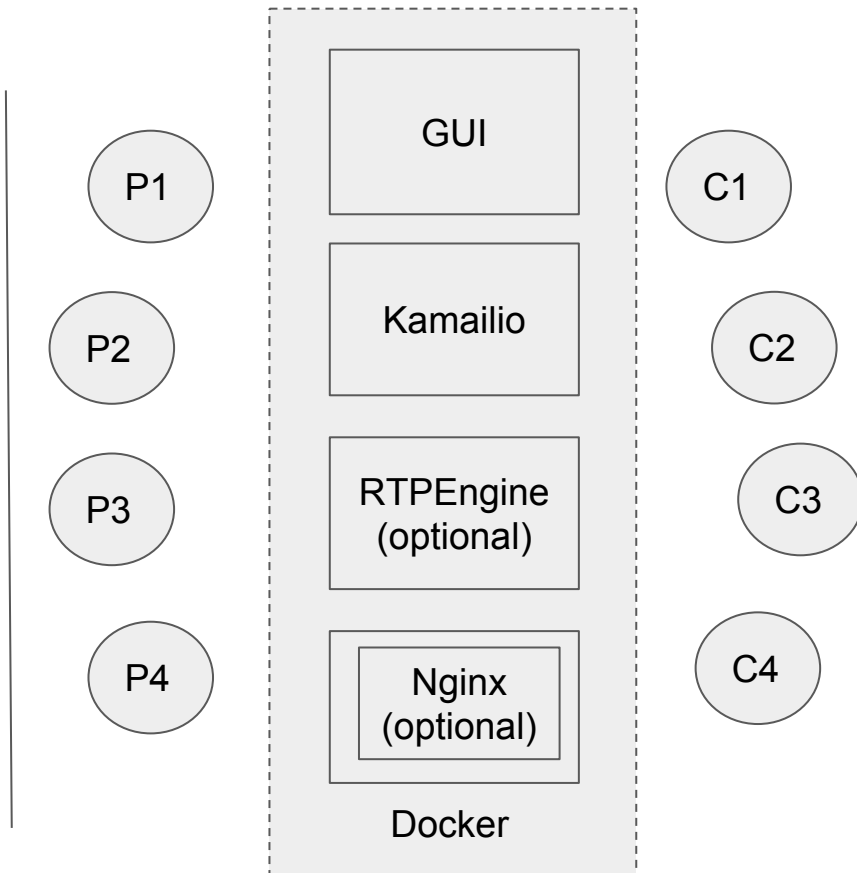 P1
P2
P3
P4
GUI
Kamailio
RTPEngine
(optional)
Nginx
(optional)
Docker
C1
C2
C3
C4